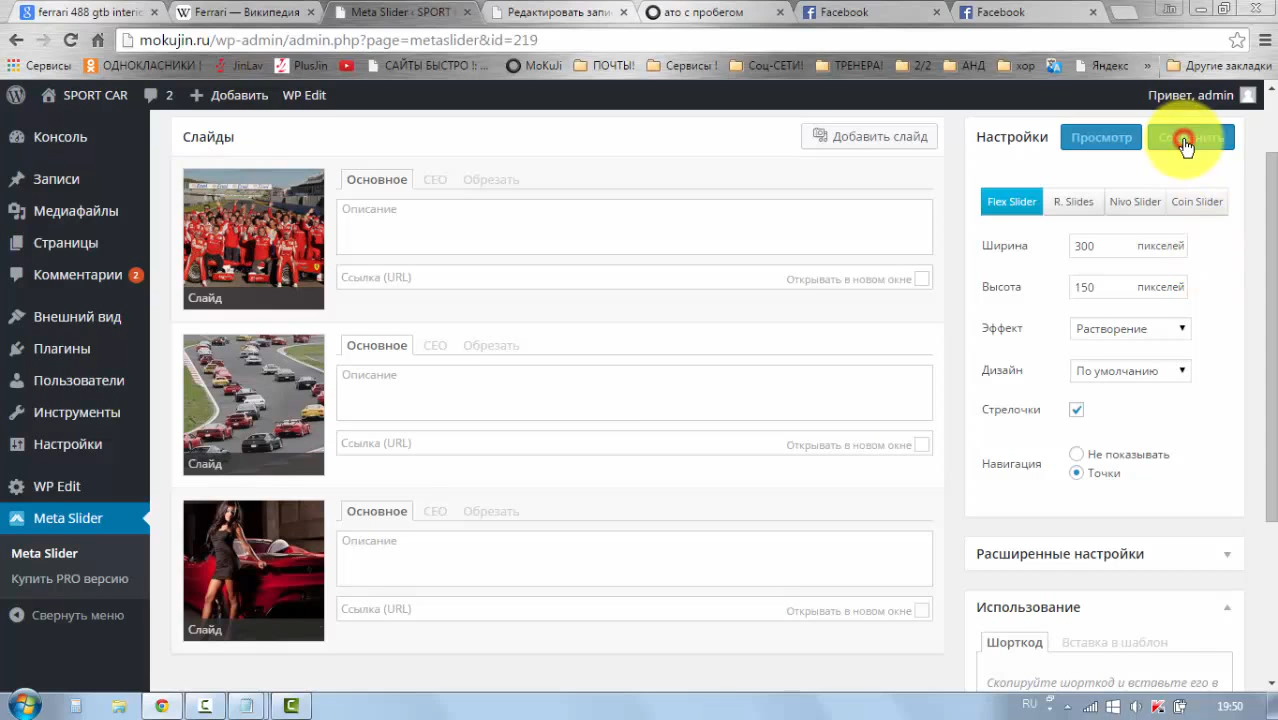 ferrari 488 gtb interi
Ferrari — Википедия
Meta Slider ‹ SPORT
Редактировать запи
ато с пробегом
Facebook
Facebook
mokujin.ru/wp-admin/admin.php?page=metaslider&id=219
Сервисы
ОДНОКЛАСНИКИ !
JinLav
PlusJin
САЙТЫ БЫСТРО !: ...
MoKuJi
ПОЧТЫ!
Сервисы !
Соц-СЕТИ!
ТРЕНЕРА!
2/2
АНД
хор
Яндекс
»
Другие закладки
SPORT CAR
2
Добавить
WP Edit
Привет, admin
Консоль
Записи
Медиафайлы
Страницы
Комментарии 2
Внешний вид
Плагины
Пользователи
Инструменты
Настройки
WP Edit
Meta Slider
Meta Slider
Купить PRO версию
Свернуть меню
Слайды
Добавить слайд
Основное СЕО Обрезать
Описание
Ссылка (URL)
Открывать в новом окне
Слайд
Основное СЕО Обрезать
Описание
Ссылка (URL)
Открывать в новом окне
Слайд
Основное СЕО Обрезать
Описание
Ссылка (URL)
Открывать в новом окне
Слайд
Настройки
Просмотр
Flex Slider R. Slides Nivo Slider Coin Slider
Ширина 300 пикселей
Высота 150 пикселей
Эффект Растворение
Дизайн По умолчанию
Стрелочки
Навигация
Не показывать
Точки
Расширенные настройки
Использование
Шорткод Вставка в шаблон
Скопируйте шорткод и вставьте его в
RU
19:50